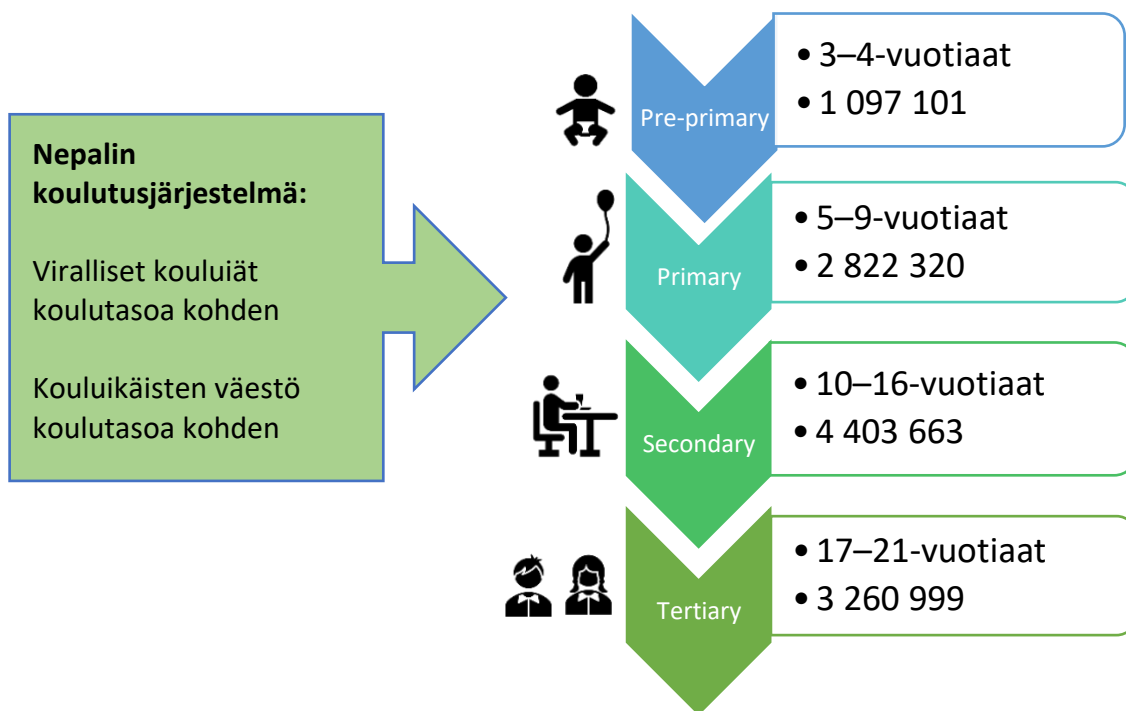 Nepalin
koulutusjärjestelmä:
Viralliset kouluiät
koulutasoa kohden
Kouluikäisten väestö
koulutasoa kohden
Pre-primary
• 3–4-vuotiaat
• 1 097 101
Primary
• 5–9-vuotiaat
• 2 822 320
Secondary
• 10–16-vuotiaat
• 4 403 663
Tertiary
• 17–21-vuotiaat
• 3 260 999